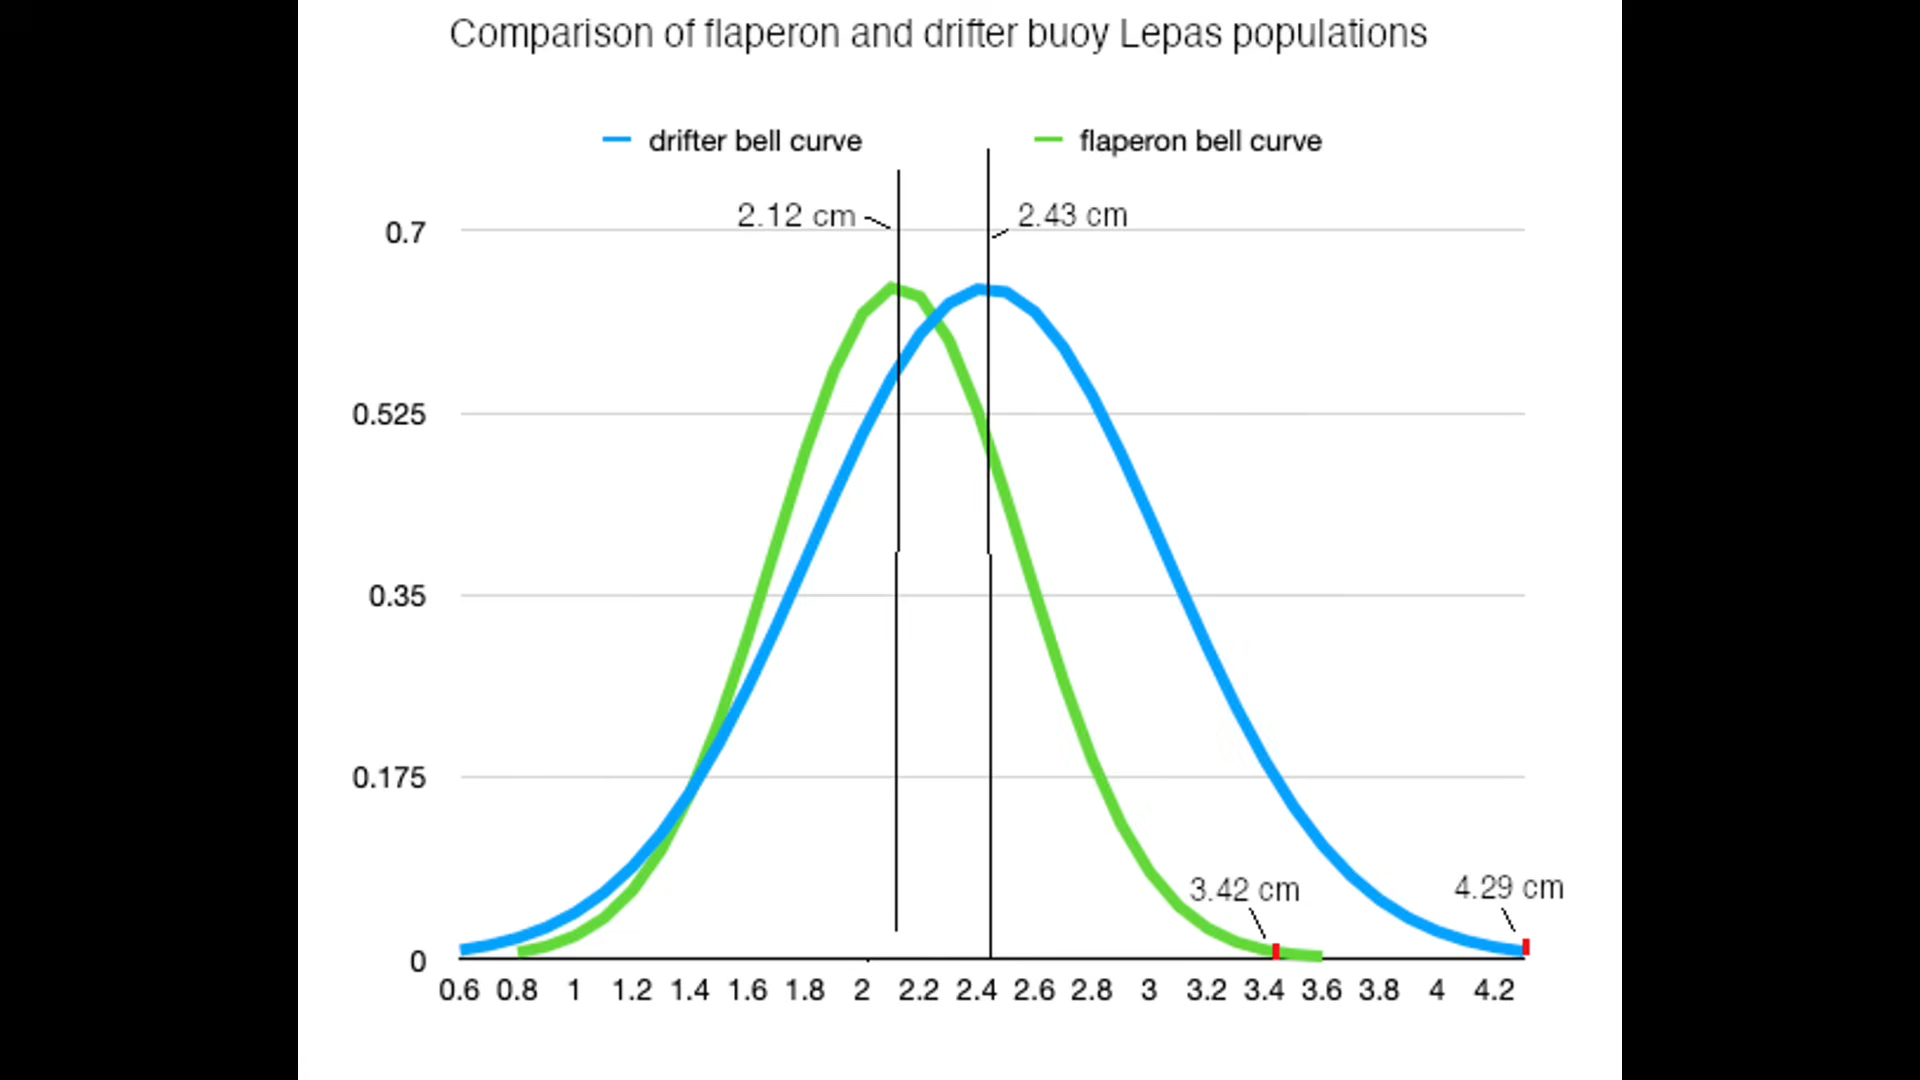 Comparison of flaperon and drifter buoy Lepas populations
drifter bell curve
flaperon bell curve
2.12 cm
2.43 cm
0.7
0.525
0.35
0.175
3.42 cm
4.29 cm
0
0.6 0.8 1 1.2 1.4 1.6 1.8 2 2.2 2.4 2.6 2.8 3 3.2 3.4 3.6 3.8 4 4.2